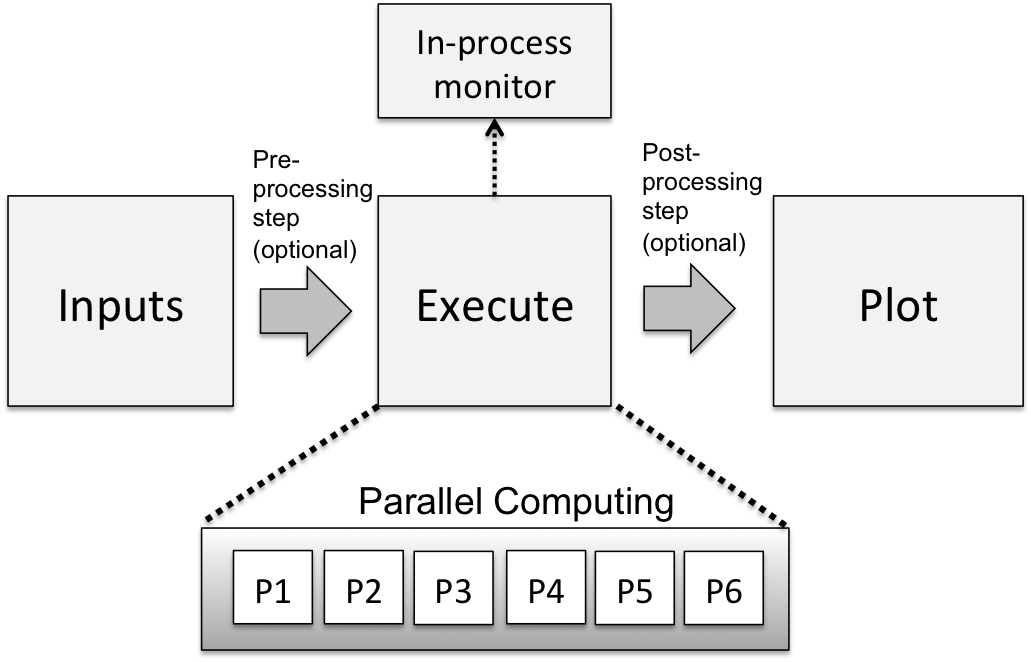 In-process
monitor
Pre-
processing
step
(optional)
Post-
processing
step
(optional)
Inputs
Execute
Plot
Parallel Computing
P1 P2 P3 P4 P5 P6